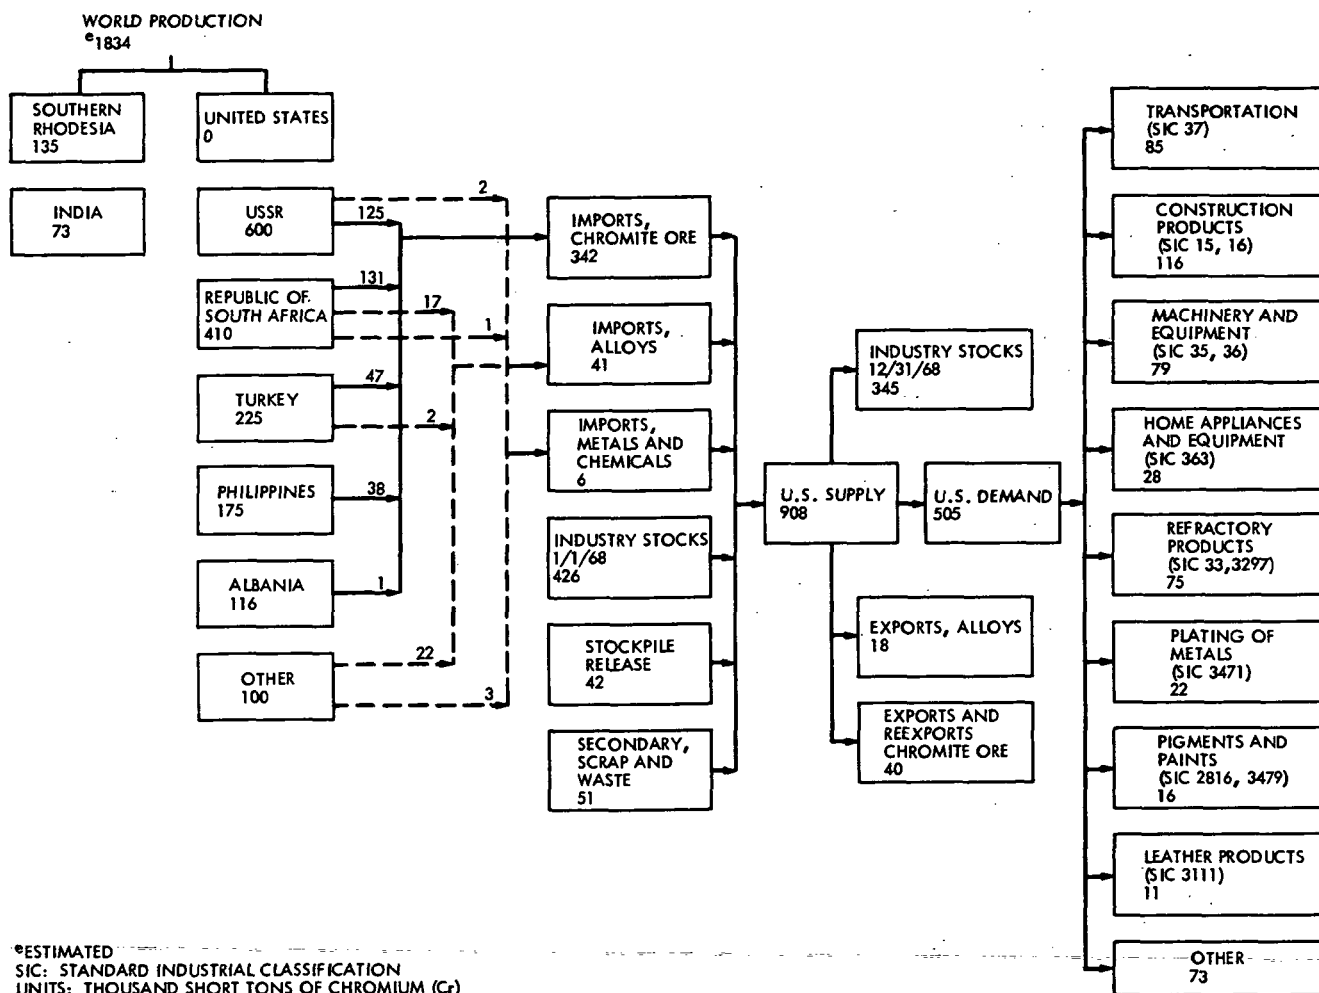 WORLD PRODUCTION
e1834
SOUTHERN
RHODESIA
135
UNITED STATES
0
INDIA
73
USSR
600
REPUBLIC OF
SOUTH AFRICA
410
TURKEY
225
PHILIPPINES
175
ALBANIA
116
OTHER
100
2
125
131
17
1
47
2
38
1
22
3
IMPORTS,
CHROMITE ORE
342
IMPORTS,
ALLOYS
41
IMPORTS,
METALS AND
CHEMICALS
6
INDUSTRY STOCKS
1/1/68
426
STOCKPILE
RELEASE
42
SECONDARY,
SCRAP AND
WASTE
51
U.S. SUPPLY
908
INDUSTRY STOCKS
12/31/68
345
U.S. DEMAND
505
EXPORTS, ALLOYS
18
EXPORTS AND
REEXPORTS
CHROMITE ORE
40
TRANSPORTATION
(SIC 37)
85
CONSTRUCTION
PRODUCTS
(SIC 15, 16)
116
MACHINERY AND
EQUIPMENT
(SIC 35, 36)
79
HOME APPLIANCES
AND EQUIPMENT
(SIC 363)
28
REFRACTORY
PRODUCTS
(SIC 33,3297)
75
PLATING OF
METALS
(SIC 3471)
22
PIGMENTS AND
PAINTS
(SIC 2816, 3479)
16
LEATHER PRODUCTS
(SIC 3111)
11
OTHER
73
eESTIMATED
SIC: STANDARD INDUSTRIAL CLASSIFICATION
UNITS: THOUSAND SHORT TONS OF CHROMIUM (Cr)